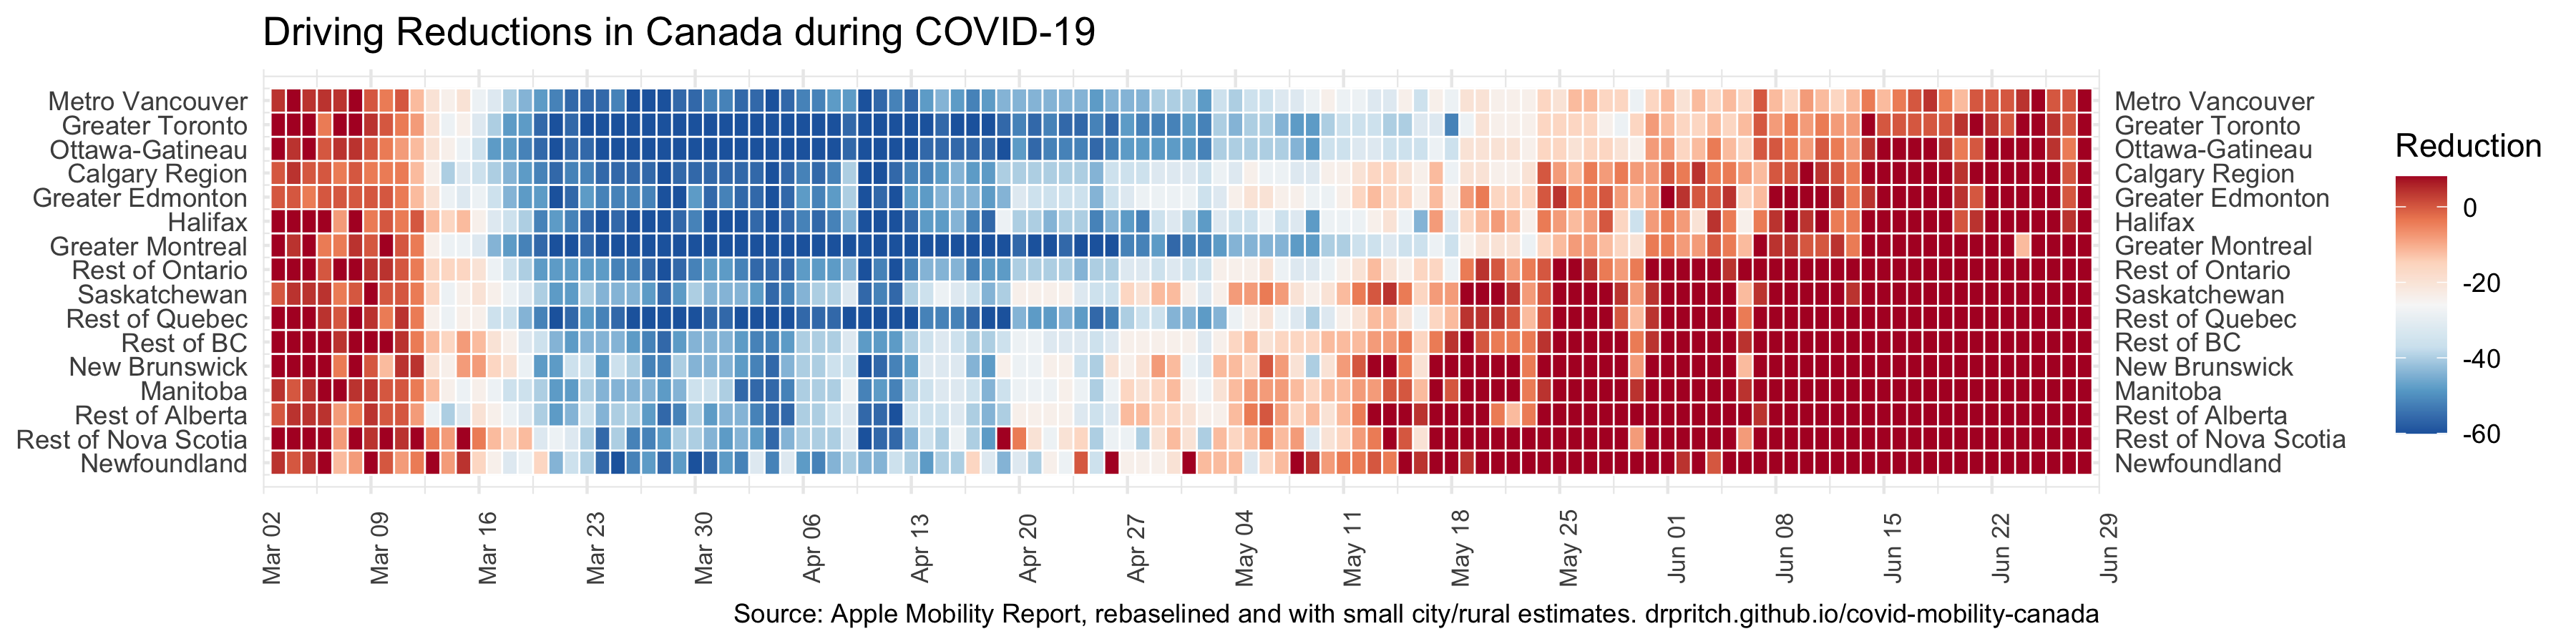 Driving Reductions in Canada during COVID-19
Metro Vancouver
Greater Toronto
Ottawa-Gatineau
Calgary Region
Greater Edmonton
Halifax
Greater Montreal
Rest of Ontario
Saskatchewan
Rest of Quebec
Rest of BC
New Brunswick
Manitoba
Rest of Alberta
Rest of Nova Scotia
Newfoundland
Metro Vancouver
Greater Toronto
Ottawa-Gatineau
Calgary Region
Greater Edmonton
Halifax
Greater Montreal
Rest of Ontario
Saskatchewan
Rest of Quebec
Rest of BC
New Brunswick
Manitoba
Rest of Alberta
Rest of Nova Scotia
Newfoundland
Reduction
0
-20
-40
-60
Mar 02
Mar 09
Mar 16
Mar 23
Mar 30
Apr 06
Apr 13
Apr 20
Apr 27
May 04
May 11
May 18
May 25
Jun 01
Jun 08
Jun 15
Jun 22
Jun 29
Source: Apple Mobility Report, rebaselined and with small city/rural estimates. drpritch.github.io/covid-mobility-canada